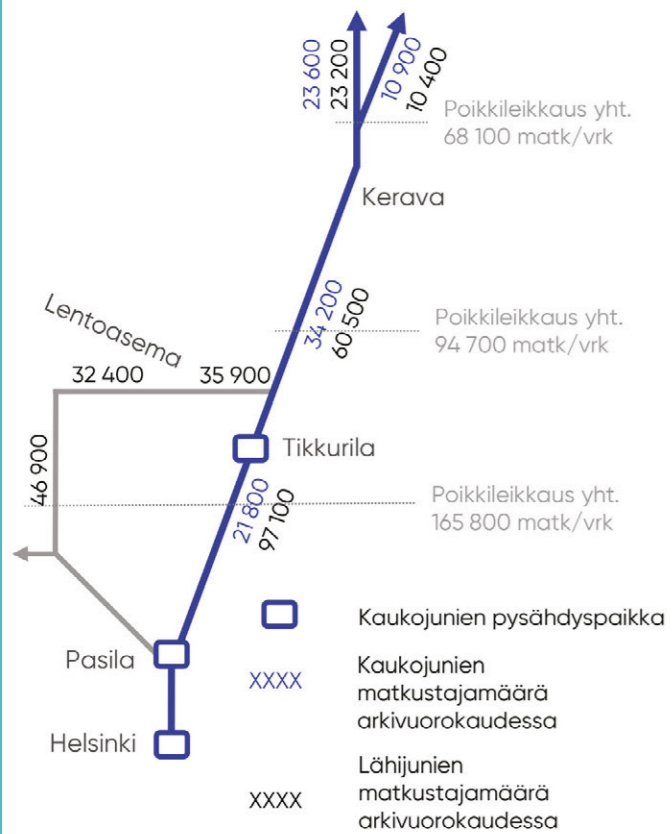 23 600
23 200
10 900
10 400
Poikkileikkaus yht.
68 100 matk/vrk
Kerava
34 200
60 500
Poikkileikkaus yht.
94 700 matk/vrk
Lentoasema
32 400
35 900
46 900
Tikkurila
21 800
97 100
Poikkileikkaus yht.
165 800 matk/vrk
Pasila
Helsinki
Kaukojunien pysähdyspaikka
XXXX
Kaukojunien
matkustajamäärä
arkivuorokaudessa
XXXX
Lähijunien
matkustajamäärä
arkivuorokaudessa